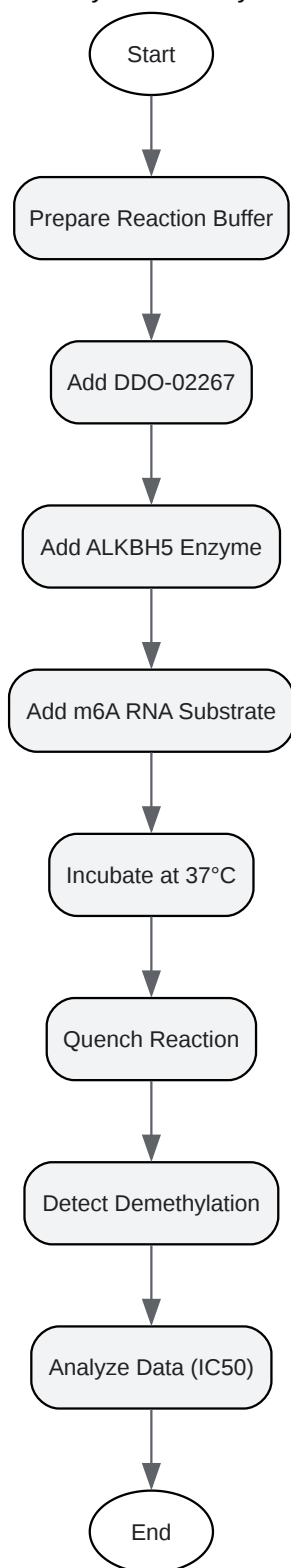 Start
Prepare Reaction Buffer
Add DDO-02267
Add ALKBH5 Enzyme
Add m6A RNA Substrate
Incubate at 37°C
Quench Reaction
Detect Demethylation
Analyze Data (IC50)
End